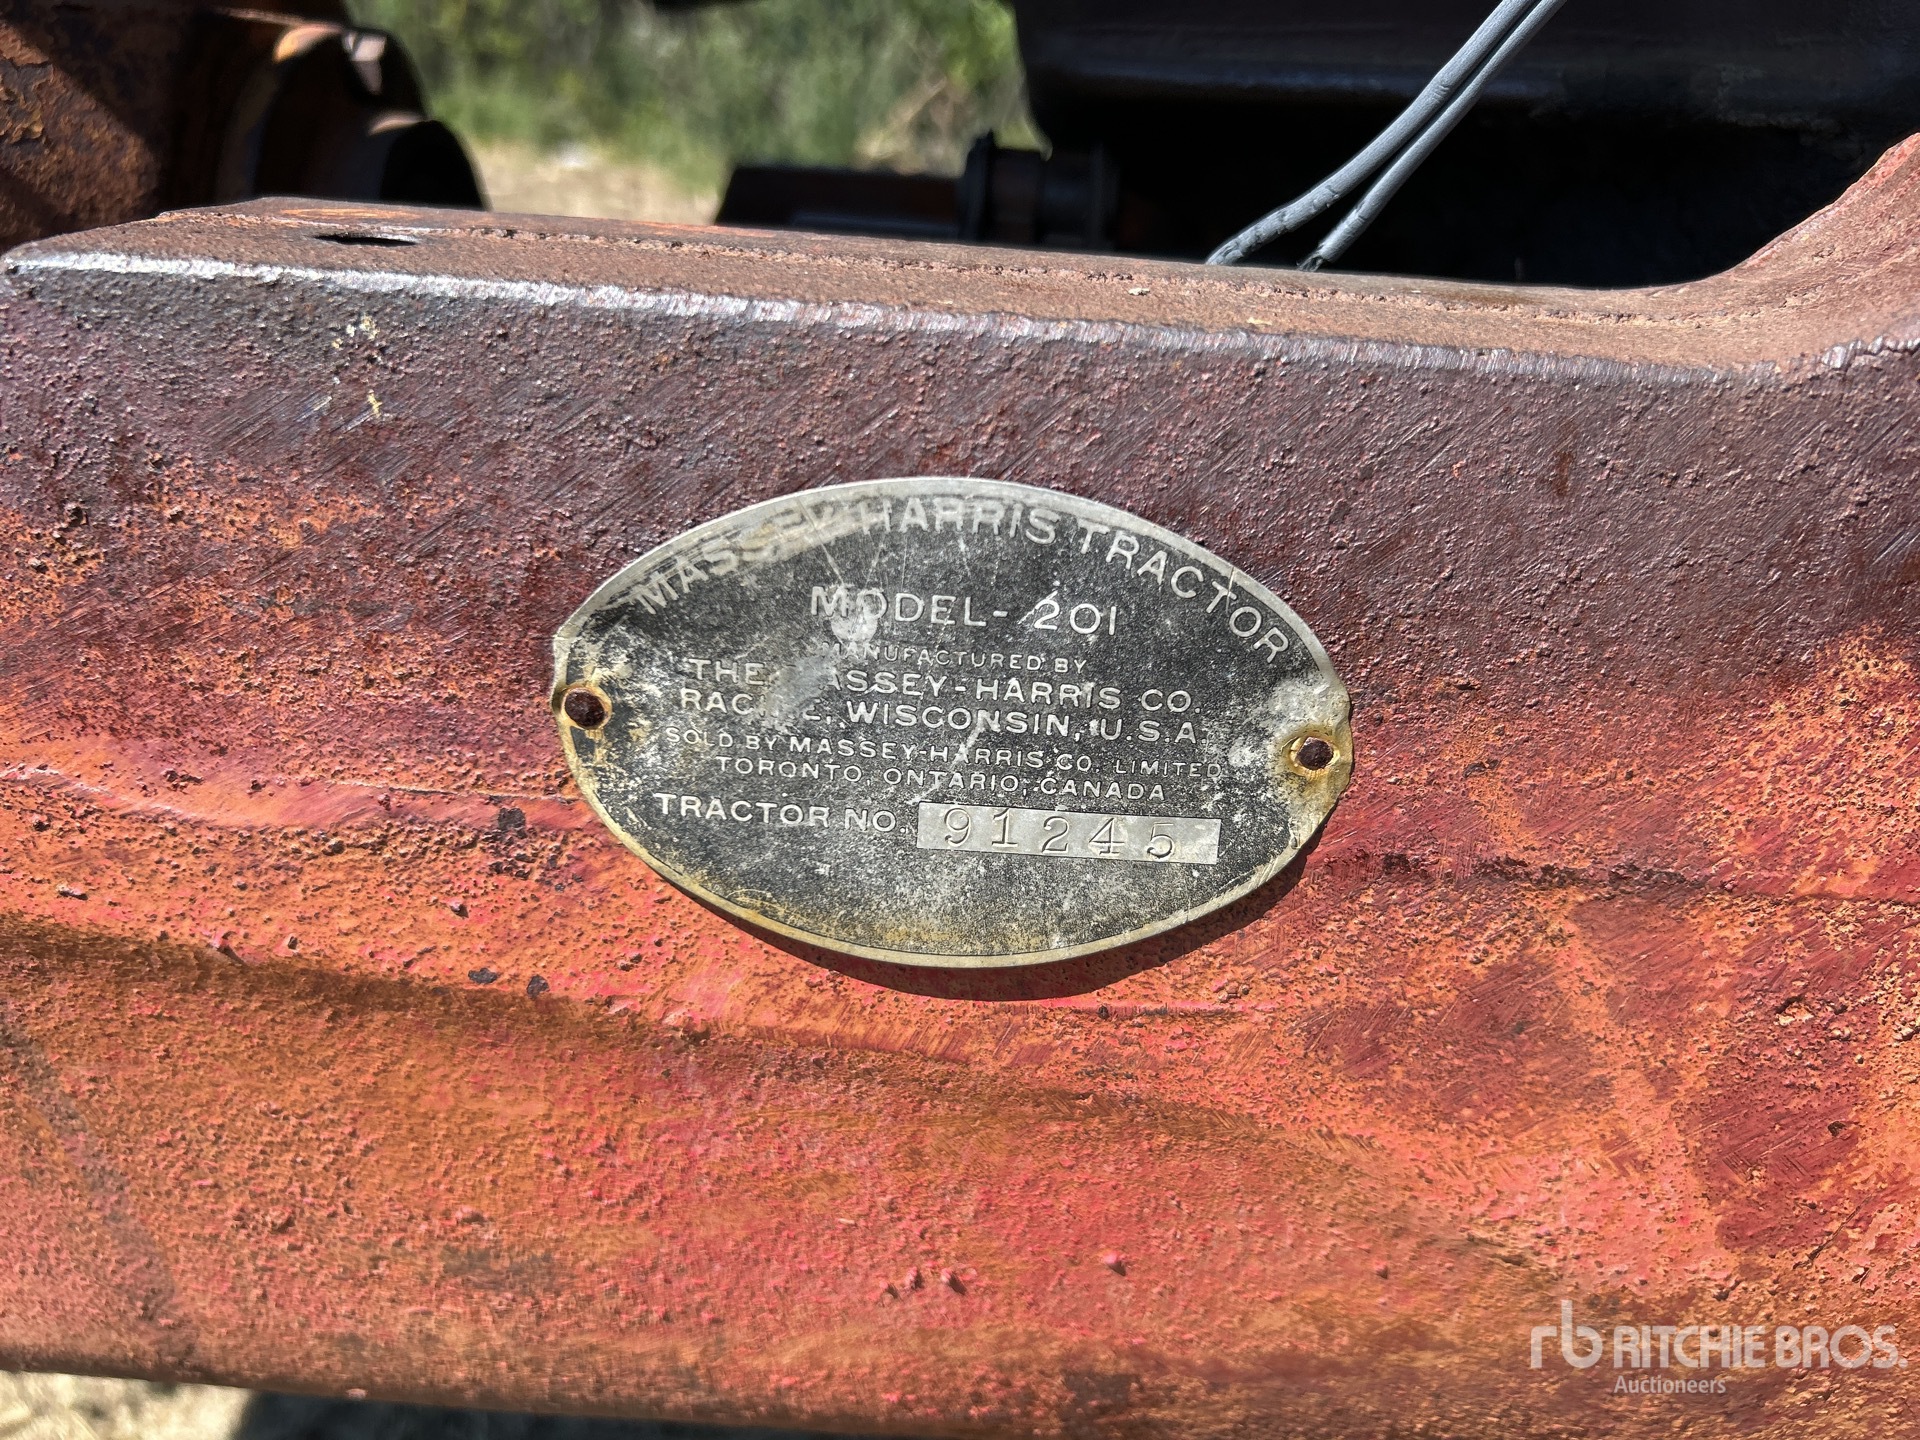 MASSEY-HARRIS TRACTOR
MODEL-201
MANUFACTURED BY
THE MASSEY-HARRIS CO.
RACINE, WISCONSIN, U.S.A.
SOLD BY MASSEY-HARRIS CO. LIMITED
TORONTO, ONTARIO, CANADA
TRACTOR NO. 91245
rb RITCHIE BROS.
Auctioneers